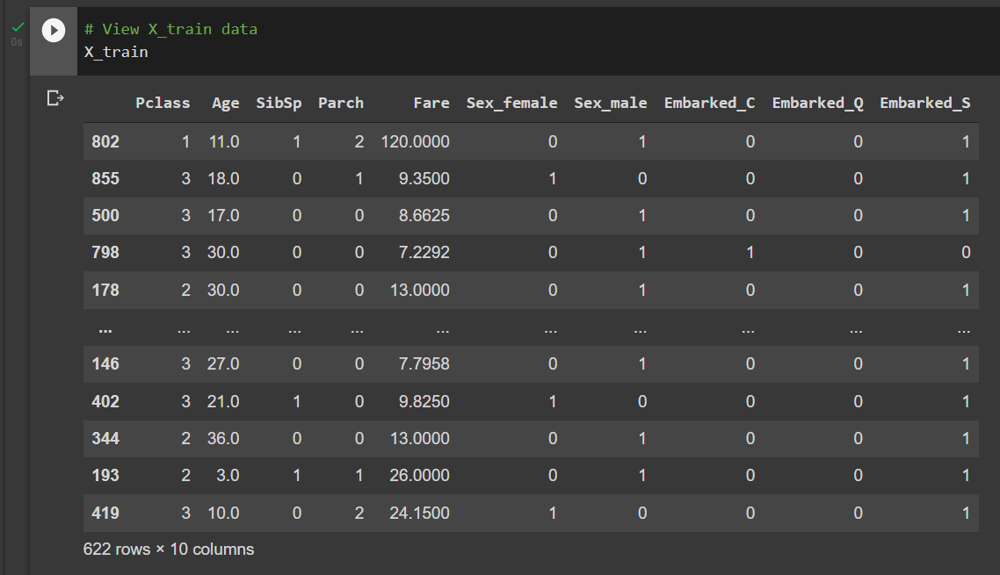 # View X_train data
0s
X_train
Pclass Age SibSp Parch Fare Sex_female Sex_male Embarked_C Embarked_Q Embarked_S
802 1 11.0 1 2 120.0000 0 1 0 0 1
855 3 18.0 0 1 9.3500 1 0 0 0 1
500 3 17.0 0 0 8.6625 0 1 0 0 1
798 3 30.0 0 0 7.2292 0 1 1 0 0
178 2 30.0 0 0 13.0000 0 1 0 0 1
... ... ... ... ... ... ... ... ... ... ...
146 3 27.0 0 0 7.7958 0 1 0 0 1
402 3 21.0 1 0 9.8250 1 0 0 0 1
344 2 36.0 0 0 13.0000 0 1 0 0 1
193 2 3.0 1 1 26.0000 0 1 0 0 1
419 3 10.0 0 2 24.1500 1 0 0 0 1
622 rows × 10 columns